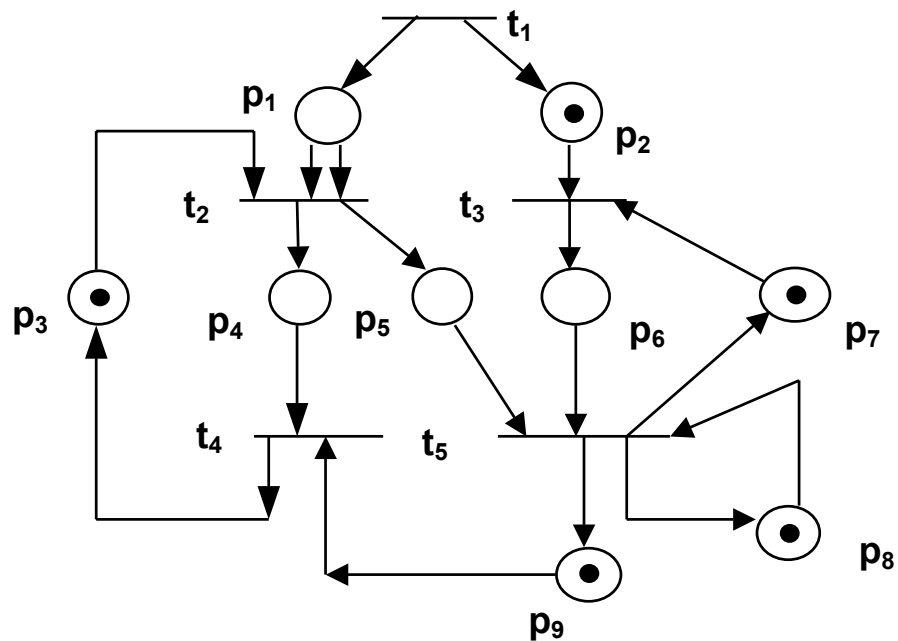 t₁
p₁
p₂
t₂
t₃
p₃
p₄
p₅
p₆
p₇
t₄
t₅
p₈
p₉